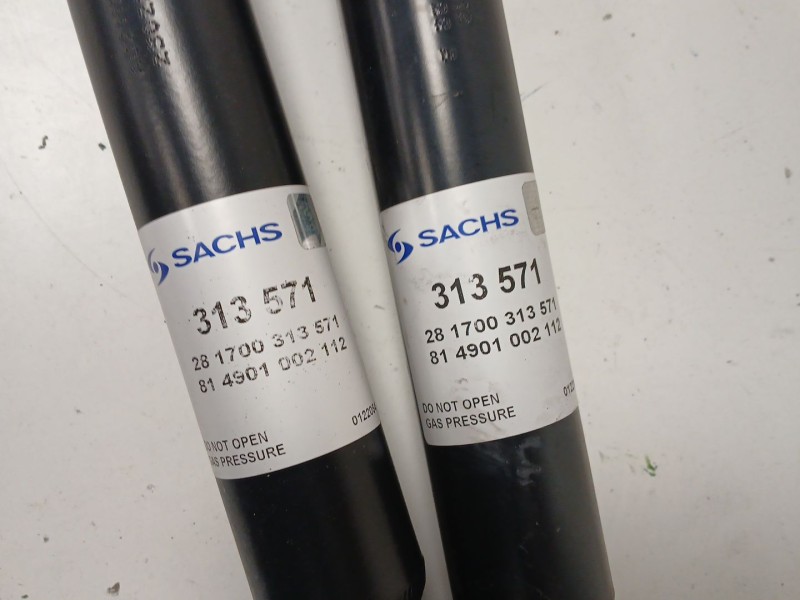 SACHS
313 571
28 1700 313 571
81 4901 002 112
DO NOT OPEN
GAS PRESSURE
SACHS
313 571
28 1700 313 571
81 4901 002 112
DO NOT OPEN
GAS PRESSURE